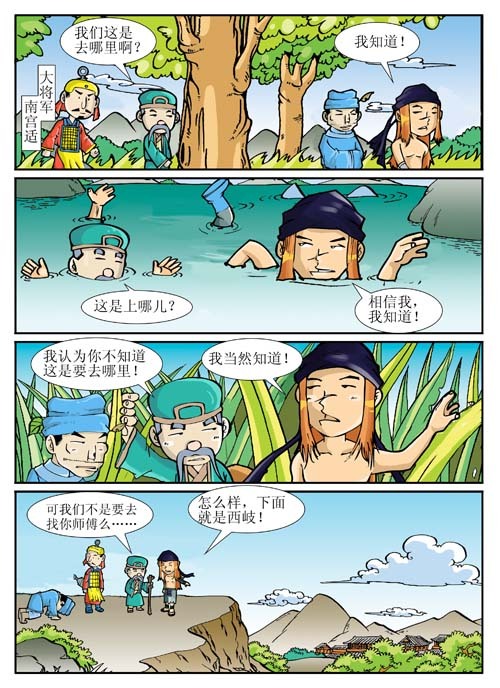 我们这是
去哪里啊？
我知道！
大将军
南宫适
这是上哪儿？
相信我，
我知道！
我认为你不知道
这是要去哪里！
我当然知道！
可我们不是要去
找你师傅么……
怎么样，下面
就是西岐！